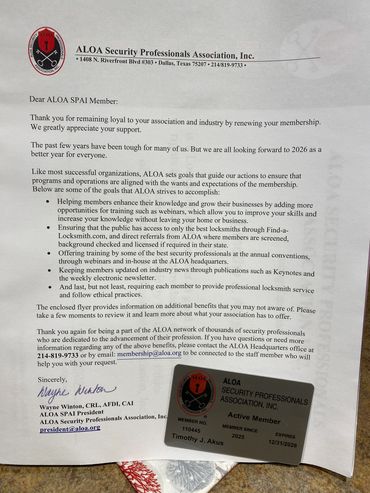 ALOA Security Professionals Association, Inc.
• 1408 N. Riverfront Blvd #303 • Dallas, Texas 75207 • 214/819-9733 •
Dear ALOA SPAI Member:
Thank you for remaining loyal to your association and industry by renewing your membership.
We greatly appreciate your support.
The past few years have been tough for many of us. But we are all looking forward to 2026 as a
better year for everyone.
Like most successful organizations, ALOA sets goals that guide our actions to ensure that
programs and operations are aligned with the wants and expectations of the membership.
Below are some of the goals that ALOA strives to accomplish:
• Helping members enhance their knowledge and grow their businesses by adding more
opportunities for training such as webinars, which allow you to improve your skills and
increase your knowledge without leaving your home or business.
• Ensuring that the public has access to only the best locksmiths through Find-a-
Locksmith.com, and direct referrals from ALOA where members are screened,
background checked and licensed if required in their state.
• Offering training by some of the best security professionals at the annual conventions,
through webinars and in-house at the ALOA headquarters.
• Keeping members updated on industry news through publications such as Keynotes and
the weekly electronic newsletter.
• And last, but not least, requiring each member to provide professional locksmith service
and follow ethical practices.
The enclosed flyer provides information on additional benefits that you may not aware of. Please
take a few moments to review it and learn more about what your association has to offer.
Thank you again for being a part of the ALOA network of thousands of security professionals
who are dedicated to the advancement of their profession. If you have questions or need more
information regarding any of the above benefits, please contact the ALOA Headquarters office at
214-819-9733 or by email: membership@aloa.org to be connected to the staff member who will
help you with your request.
Sincerely,
Wayne Winton
Wayne Winton, CRL, AFDI, CAI
ALOA SPAI President
ALOA Security Professionals Association, Inc.
president@aloa.org
ALOA
SECURITY PROFESSIONALS
ASSOCIATION, INC.
Active Member
MEMBER NO.
110445
MEMBER SINCE
2025
EXPIRES
12/31/2026
Timothy J. Akus